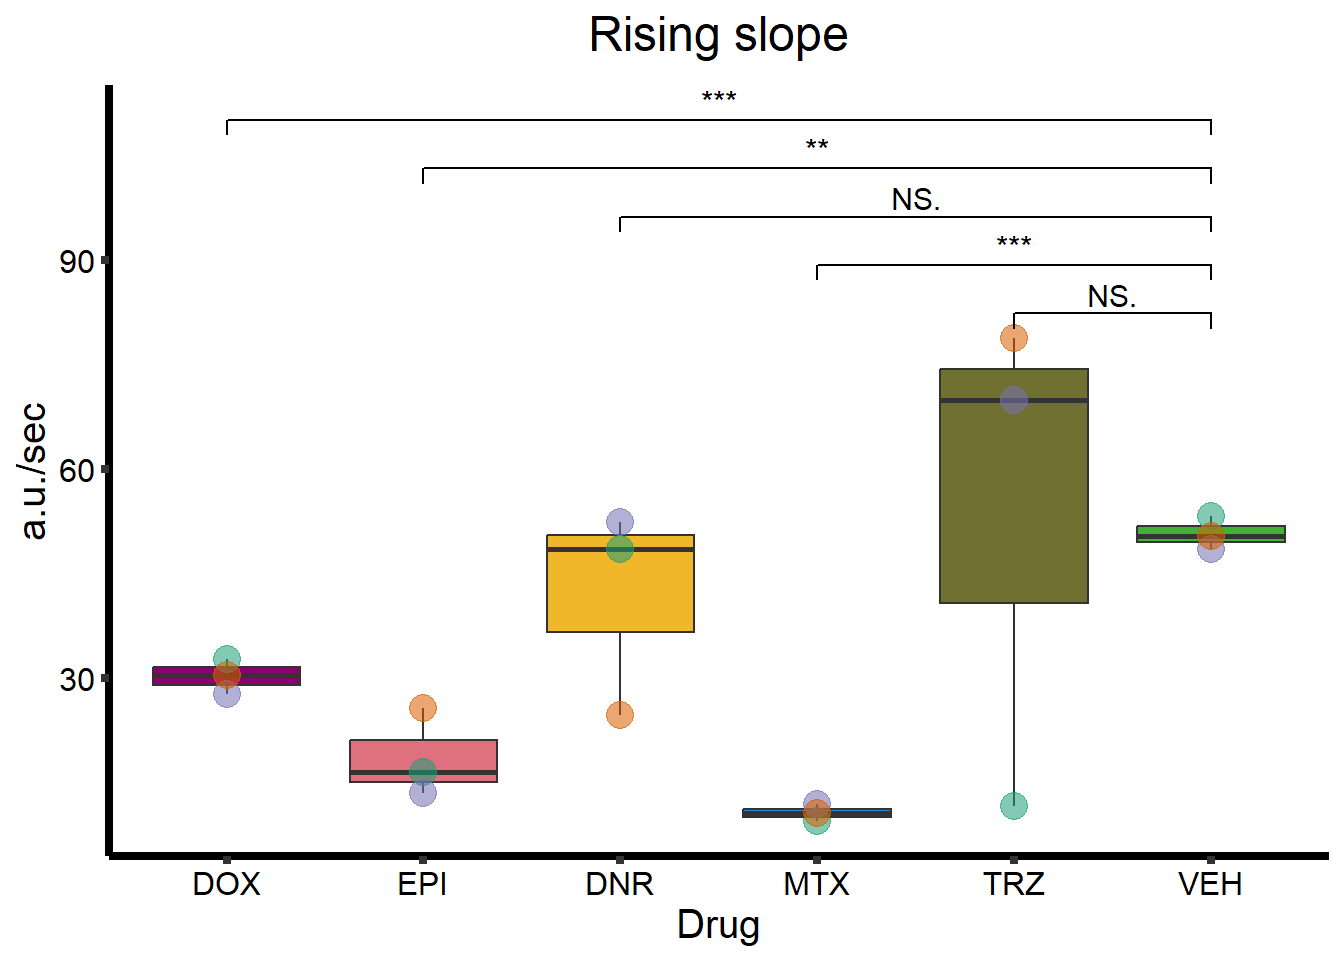 Rising slope
***
**
NS.
***
NS.
90
60
30
a.u./sec
DOX EPI DNR MTX TRZ VEH
Drug